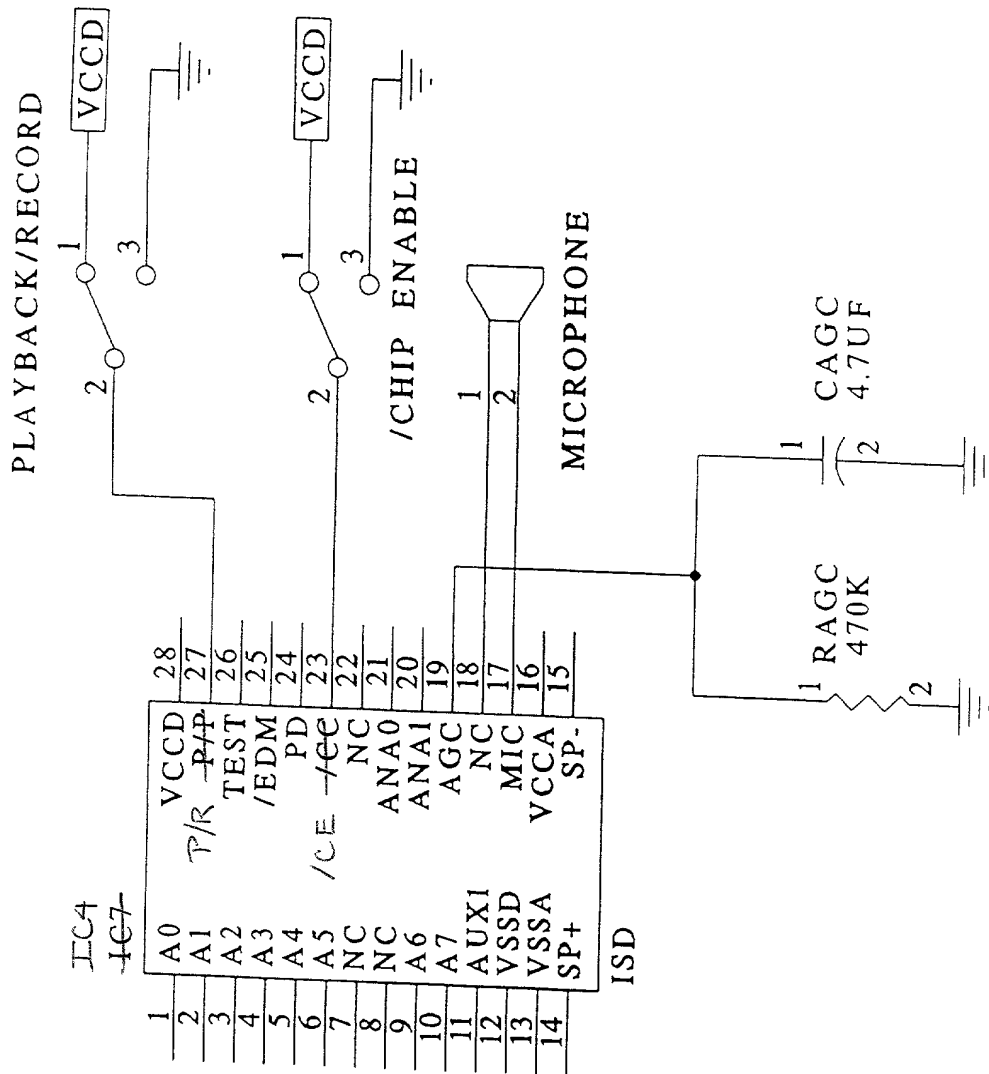 PLAYBACK/RECORD
VCCD
1
2
3
VCCD
1
2
3
/CHIP ENABLE
MICROPHONE
1
2
CAGC
4.7UF
1
2
RAGC
470K
1
2
IC4
IC7
1 A0
2 A1
3 A2
4 A3
5 A4
6 A5
7 NC
8 NC
9 A6
10 A7
11 AUX1
12 VSSD
13 VSSA
14 SP+
VCCD 28
P/R P/P 27
TEST 26
/EDM 25
PD 24
/CE /CC 23
NC 22
ANA0 21
ANA1 20
AGC 19
NC 18
MIC 17
VCCA 16
SP- 15
ISD